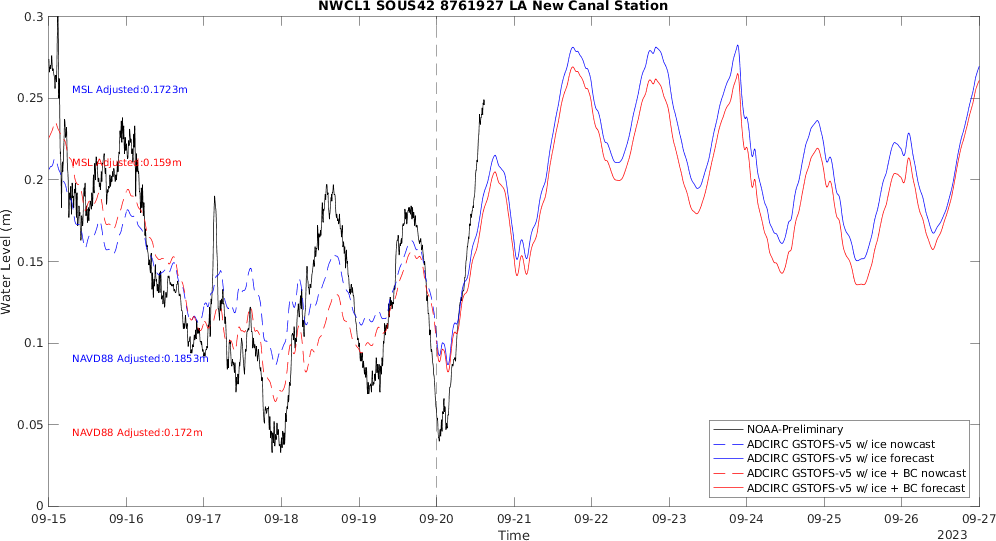 NWCL1 SOUS42 8761927 LA New Canal Station
0.3
0.25
0.2
0.15
0.1
0.05
0
Water Level (m)
MSL Adjusted:0.1723m
MSL Adjusted:0.159m
NAVD88 Adjusted:0.1853m
NAVD88 Adjusted:0.172m
NOAA-Preliminary
ADCIRC GSTOFS-v5 w/ ice nowcast
ADCIRC GSTOFS-v5 w/ ice forecast
ADCIRC GSTOFS-v5 w/ ice + BC nowcast
ADCIRC GSTOFS-v5 w/ ice + BC forecast
09-15 09-16 09-17 09-18 09-19 09-20 09-21 09-22 09-23 09-24 09-25 09-26 09-27
Time
2023